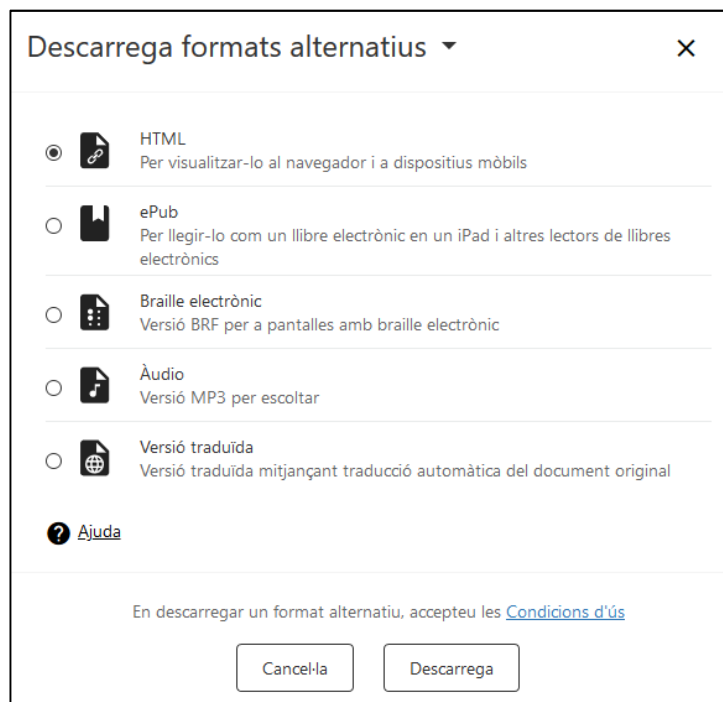 Descarrega formats alternatius
HTML
Per visualitzar-lo al navegador i a dispositius mòbils
ePub
Per llegir-lo com un llibre electrònic en un iPad i altres lectors de llibres
electrònics
Braille electrònic
Versió BRF per a pantalles amb braille electrònic
Àudio
Versió MP3 per escoltar
Versió traduïda
Versió traduïda mitjançant traducció automàtica del document original
? Ajuda
En descarregar un format alternatiu, accepteu les Condicions d'ús
Cancel·la
Descarrega